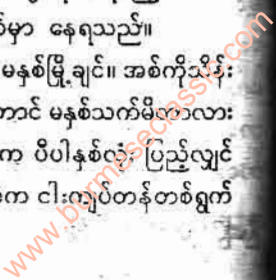 မှာ နေရသည်။
မနှစ်မြို့ချင်။ အစ်ကိုသိန်း
တောင် မနှစ်သက်မိတာလား
က ပီပါနှစ်လုံး ပြည့်လျှင်
က ငါးကျပ်တန်တစ်ရွက်
www.burmeseclassic.com